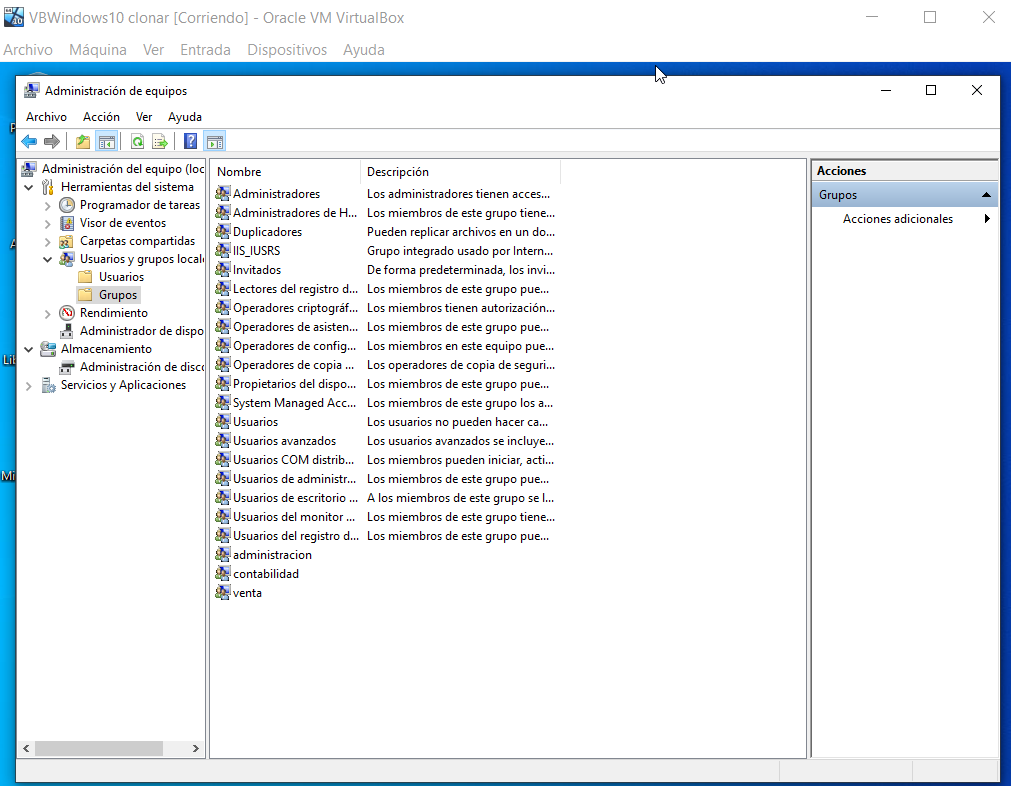 VBWindows10 clonar [Corriendo] - Oracle VM VirtualBox
Archivo Máquina Ver Entrada Dispositivos Ayuda
Administración de equipos
Archivo Acción Ver Ayuda
Administración del equipo (loc
Herramientas del sistema
Programador de tareas
Visor de eventos
Carpetas compartidas
Usuarios y grupos local
Usuarios
Grupos
Rendimiento
Administrador de dispo
Almacenamiento
Administración de disc
Servicios y Aplicaciones
Nombre Descripción
Administradores Los administradores tienen acces...
Administradores de H... Los miembros de este grupo tiene...
Duplicadores Pueden replicar archivos en un do...
IIS_IUSRS Grupo integrado usado por Intern...
Invitados De forma predeterminada, los invi...
Lectores del registro d... Los miembros de este grupo pue...
Operadores criptográf... Los miembros tienen autorización...
Operadores de asisten... Los miembros de este grupo pue...
Operadores de config... Los miembros en este equipo pue...
Operadores de copia ... Los operadores de copia de seguri...
Propietarios del dispo... Los miembros de este grupo pue...
System Managed Acc... Los miembros de este grupo los a...
Usuarios Los usuarios no pueden hacer ca...
Usuarios avanzados Los usuarios avanzados se incluye...
Usuarios COM distrib... Los miembros pueden iniciar, acti...
Usuarios de administr... Los miembros de este grupo pue...
Usuarios de escritorio ... A los miembros de este grupo se l...
Usuarios del monitor ... Los miembros de este grupo tiene...
Usuarios del registro d... Los miembros de este grupo pue...
administracion
contabilidad
venta
Acciones
Grupos
Acciones adicionales
Lib
Mi